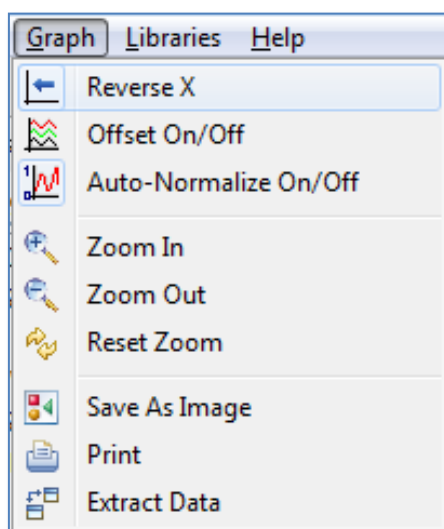 Graph Libraries Help
Reverse X
Offset On/Off
Auto-Normalize On/Off
Zoom In
Zoom Out
Reset Zoom
Save As Image
Print
Extract Data